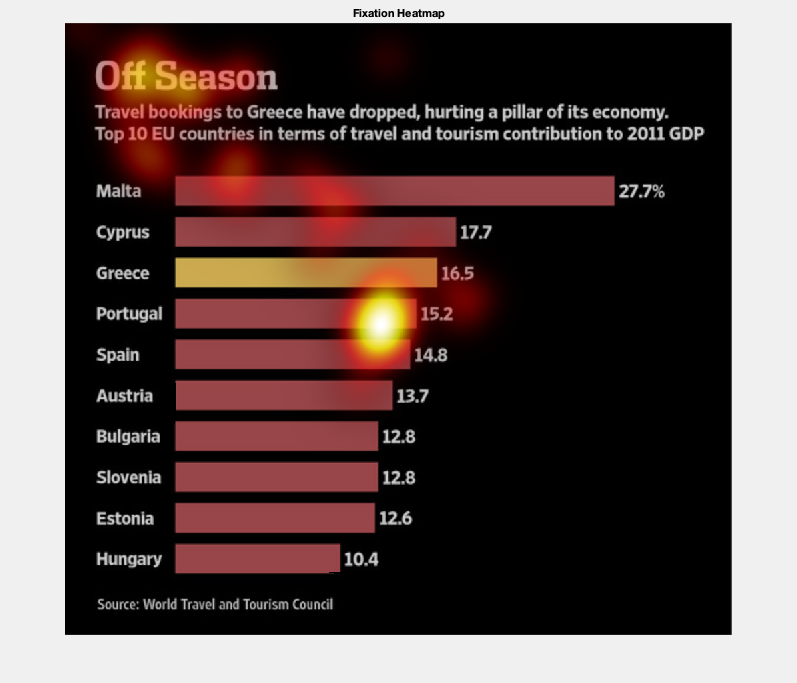 Fixation Heatmap
Off Season
Travel bookings to Greece have dropped, hurting a pillar of its economy.
Top 10 EU countries in terms of travel and tourism contribution to 2011 GDP
Malta 27.7%
Cyprus 17.7
Greece 16.5
Portugal 15.2
Spain 14.8
Austria 13.7
Bulgaria 12.8
Slovenia 12.8
Estonia 12.6
Hungary 10.4
Source: World Travel and Tourism Council